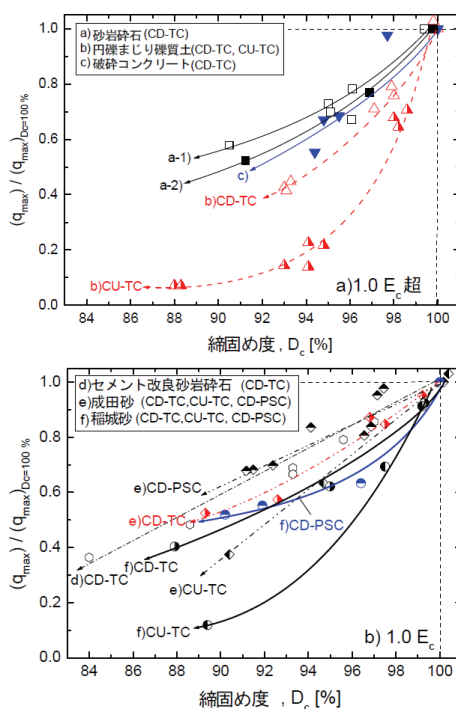 a)砂岩砕石(CD-TC)
b)円礫まじり礫質土(CD-TC, CU-TC)
c)破砕コンクリート(CD-TC)
a-1)
a-2)
c)
b)CD-TC
b)CU-TC
a)1.0 Ec超
(qmax) / (qmax)Dc=100 %
1.0
0.8
0.6
0.4
0.2
0.0
84 86 88 90 92 94 96 98 100
締固め度 , Dc [%]
d)セメント改良砂岩砕石 (CD-TC)
e)成田砂(CD-TC,CU-TC, CD-PSC)
f)稲城砂 (CD-TC,CU-TC, CD-PSC)
e)CD-PSC
e)CD-TC
f)CD-PSC
d)CD-TC
f)CD-TC
e)CU-TC
f)CU-TC
b) 1.0 Ec
(qmax) / (qmax)Dc=100 %
1.0
0.8
0.6
0.4
0.2
0.0
84 86 88 90 92 94 96 98 100
締固め度 , Dc [%]